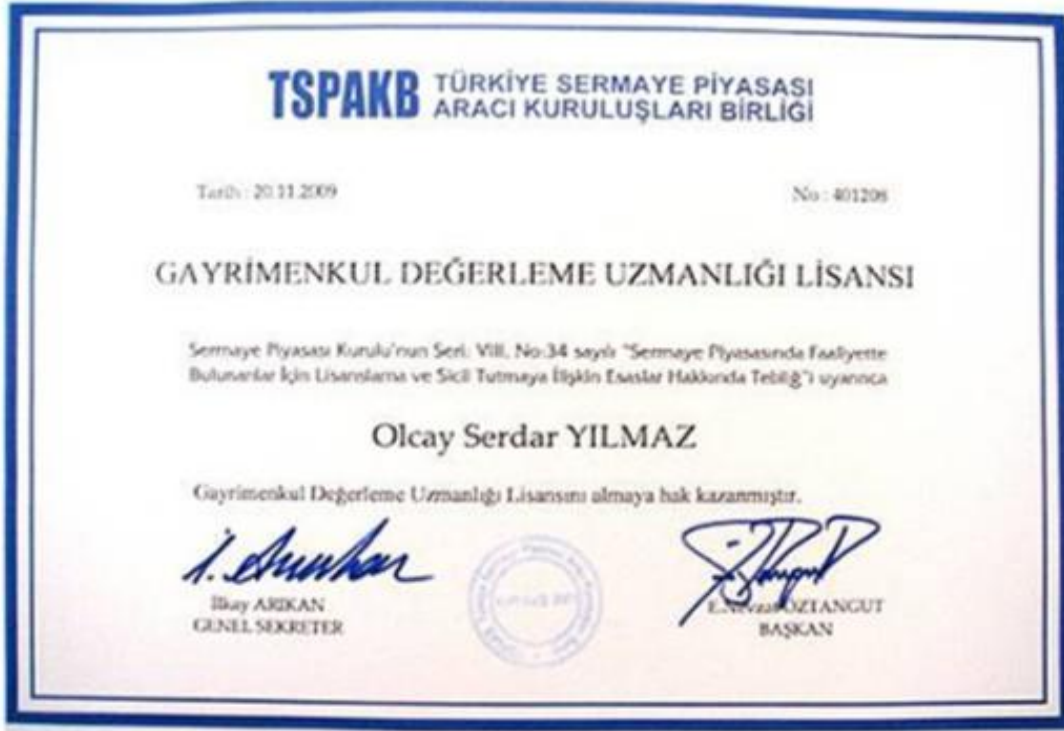 TSPAKB TÜRKİYE SERMAYE PİYASASI
ARACI KURULUŞLARI BİRLİĞİ
Tarih : 20.11.2009
No : 401208
GAYRİMENKUL DEĞERLEME UZMANLIĞI LİSANSI
Sermaye Piyasası Kurulu'nun Seri: VIII, No:34 sayılı "Sermaye Piyasasında Faaliyette
Bulunanlar İçin Lisanslama ve Sicil Tutmaya İlişkin Esaslar Hakkında Tebliğ"i uyarınca
Olcay Serdar YILMAZ
Gayrimenkul Değerleme Uzmanlığı Lisansını almaya hak kazanmıştır.
İlkay ARIKAN
GENEL SEKRETER
E.Nevzat ÖZTANGUT
BAŞKAN